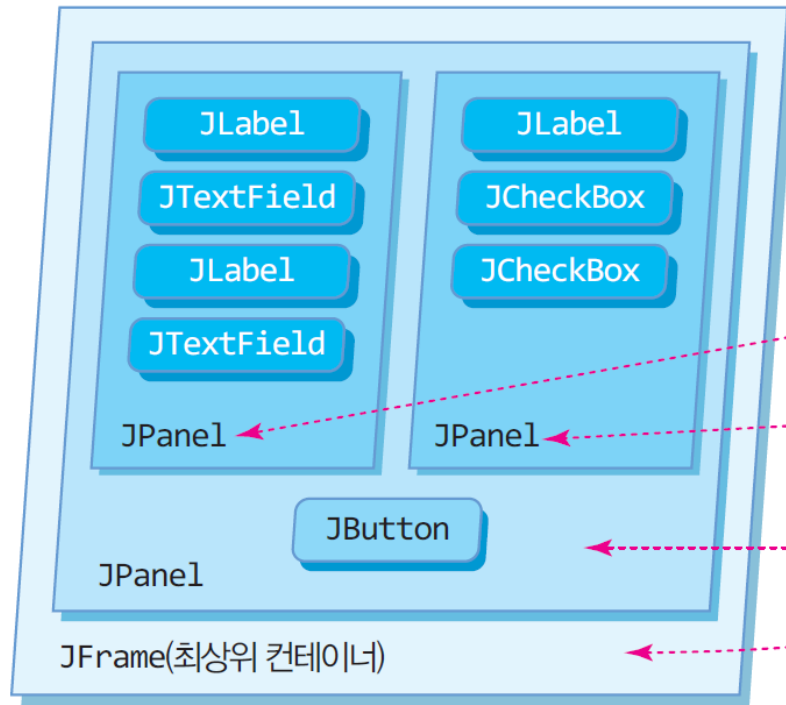 JLabel
JTextField
JLabel
JTextField
JPanel
JLabel
JCheckBox
JCheckBox
JPanel
JButton
JPanel
JFrame(최상위 컨테이너)